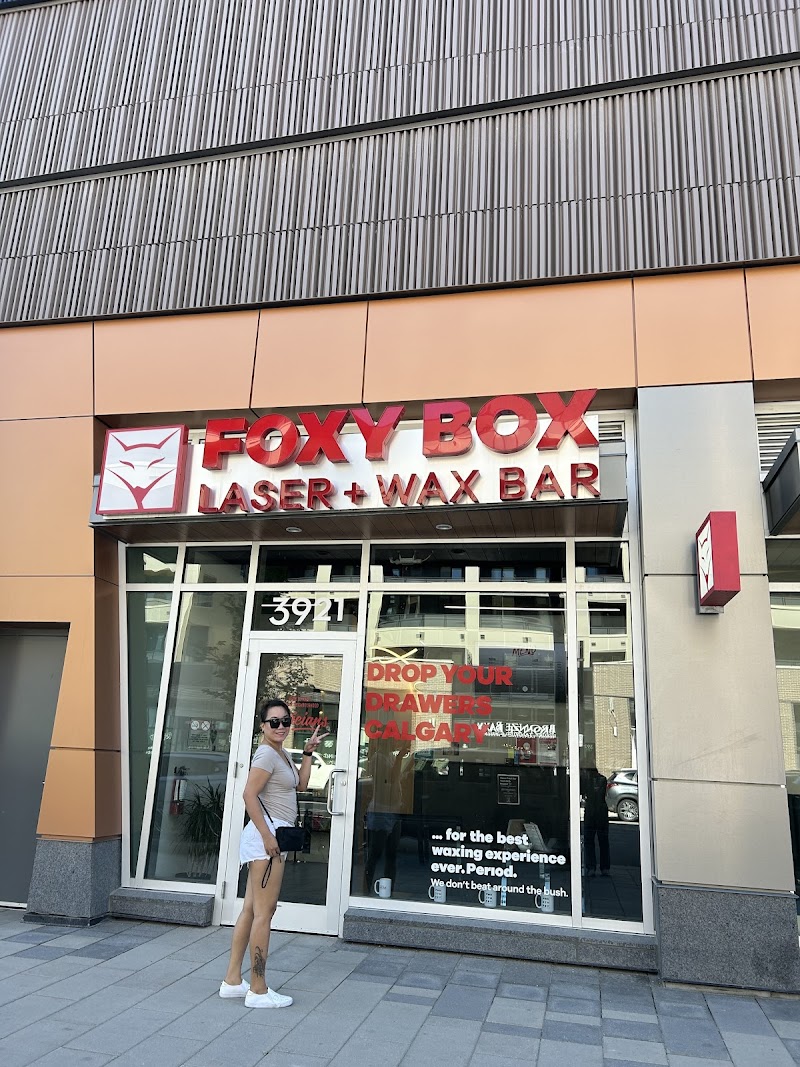 FOXY BOX
LASER + WAX BAR
3921
DROP YOUR
DRAWERS
CALGARY
... for the best
waxing experience
ever. Period.
We don't beat around the bush.